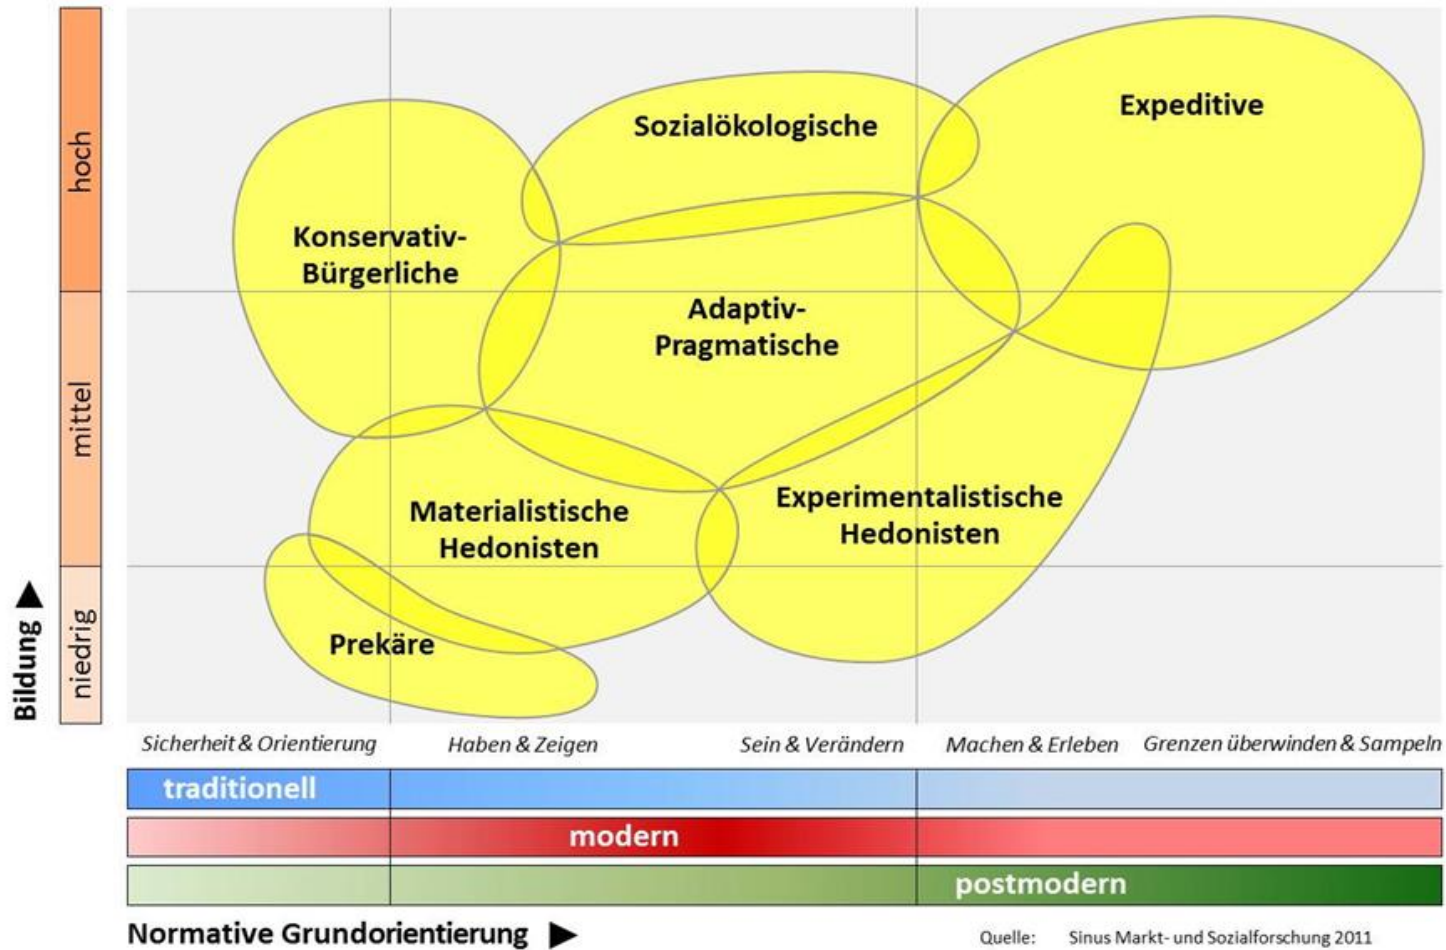 hoch
mittel
niedrig
Bildung ▶
Sozialökologische
Expeditive
Konservativ-
Bürgerliche
Adaptiv-
Pragmatische
Materialistische
Hedonisten
Experimentalistische
Hedonisten
Prekäre
Sicherheit & Orientierung
Haben & Zeigen
Sein & Verändern
Machen & Erleben
Grenzen überwinden & Sampeln
traditionell
modern
postmodern
Normative Grundorientierung ▶
Quelle: Sinus Markt- und Sozialforschung 2011